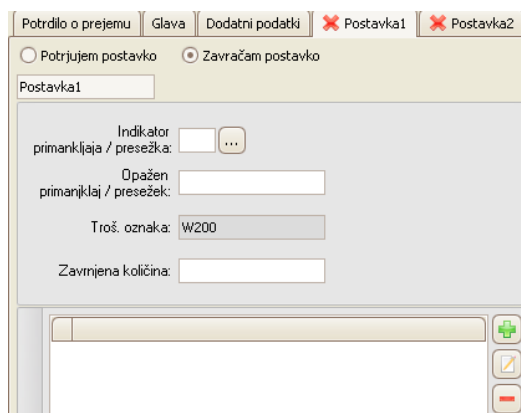 Potrdilo o prejemu Glava Dodatni podatki Postavka1 Postavka2
Potrjujem postavko Zavračam postavko
Postavka1
Indikator
primankljaja / presežka: ...
Opažen
primanjklaj / presežek:
Troš. oznaka: W200
Zavrnjena količina: